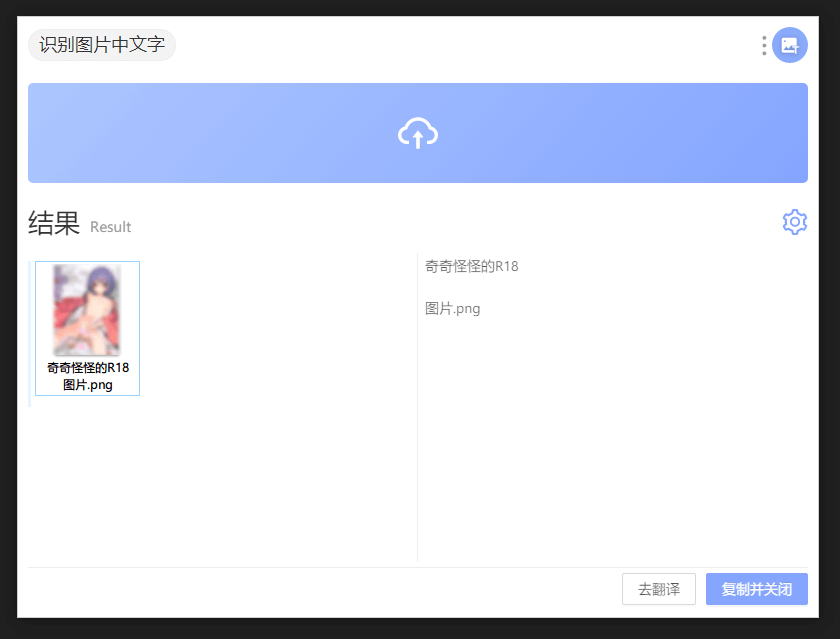 识别图片中文字
结果 Result
奇奇怪怪的R18
图片.png
奇奇怪怪的R18
图片.png
去翻译
复制并关闭